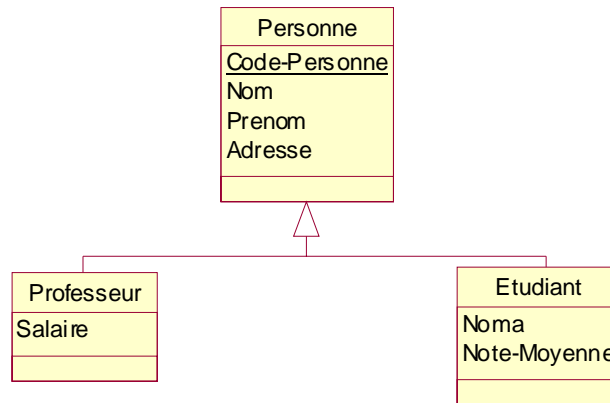 Personne
Code-Personne
Nom
Prenom
Adresse
Professeur
Salaire
Etudiant
Noma
Note-Moyenne